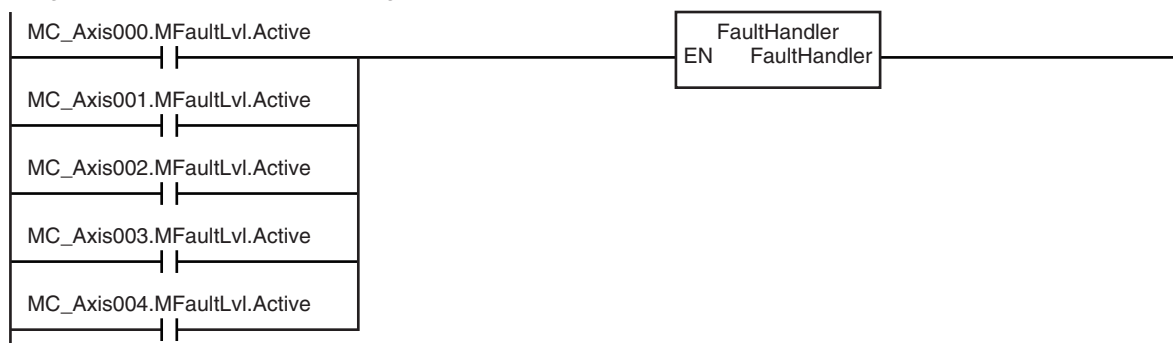 MC_Axis000.MFaultLvl.Active
FaultHandler
EN FaultHandler
MC_Axis001.MFaultLvl.Active
MC_Axis002.MFaultLvl.Active
MC_Axis003.MFaultLvl.Active
MC_Axis004.MFaultLvl.Active